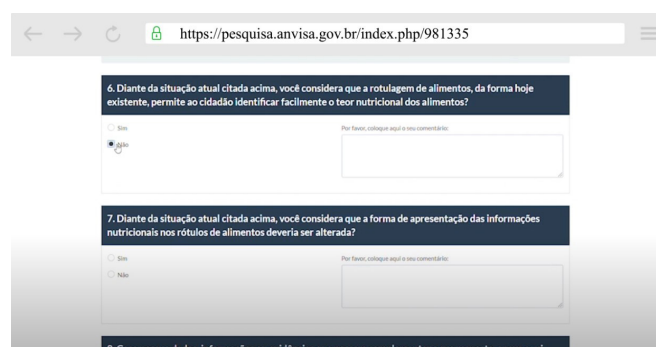 https://pesquisa.anvisa.gov.br/index.php/981335
6. Diante da situação atual citada acima, você considera que a rotulagem de alimentos, da forma hoje
existente, permite ao cidadão identificar facilmente o teor nutricional dos alimentos?
Sim
Por favor, coloque aqui o seu comentário:
Não
7. Diante da situação atual citada acima, você considera que a forma de apresentação das informações
nutricionais nos rótulos de alimentos deveria ser alterada?
Sim
Por favor, coloque aqui o seu comentário:
Não